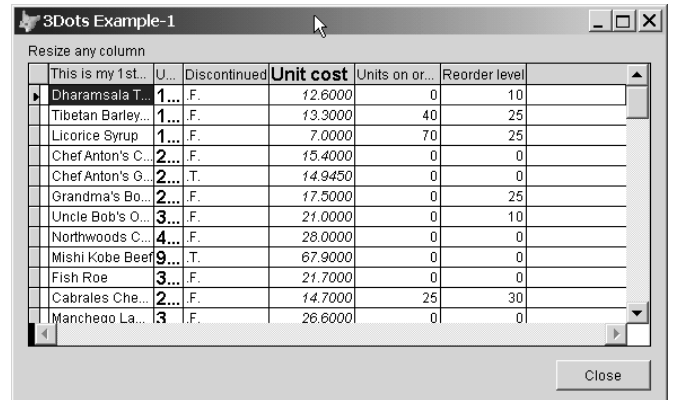 3Dots Example-1
Resize any column
This is my 1st... U... Discontinued Unit cost Units on or... Reorder level
Dharamsala T... 1... .F. 12.6000 0 10
Tibetan Barley... 1... .F. 13.3000 40 25
Licorice Syrup 1... .F. 7.0000 70 25
Chef Anton's C... 2... .F. 15.4000 0 0
Chef Anton's G... 2... .T. 14.9450 0 0
Grandma's Bo... 2... .F. 17.5000 0 25
Uncle Bob's O... 3... .F. 21.0000 0 10
Northwoods C... 4... .F. 28.0000 0 0
Mishi Kobe Beef 9... .T. 67.9000 0 0
Fish Roe 3... .F. 21.7000 0 0
Cabrales Che... 2... .F. 14.7000 25 30
Manchego La... 3 .F. 26.6000 0 0
Close